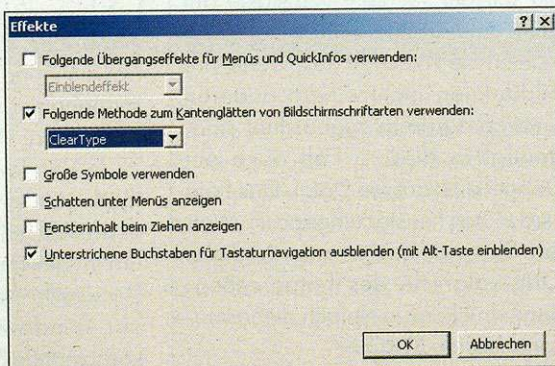 Effekte
Folgende Übergangseffekte für Menüs und QuickInfos verwenden:
Einblendeffekt
Folgende Methode zum Kantenglätten von Bildschirmschriftarten verwenden:
ClearType
Große Symbole verwenden
Schatten unter Menüs anzeigen
Fensterinhalt beim Ziehen anzeigen
Unterstrichene Buchstaben für Tastaturnavigation ausblenden (mit Alt-Taste einblenden)
OK Abbrechen